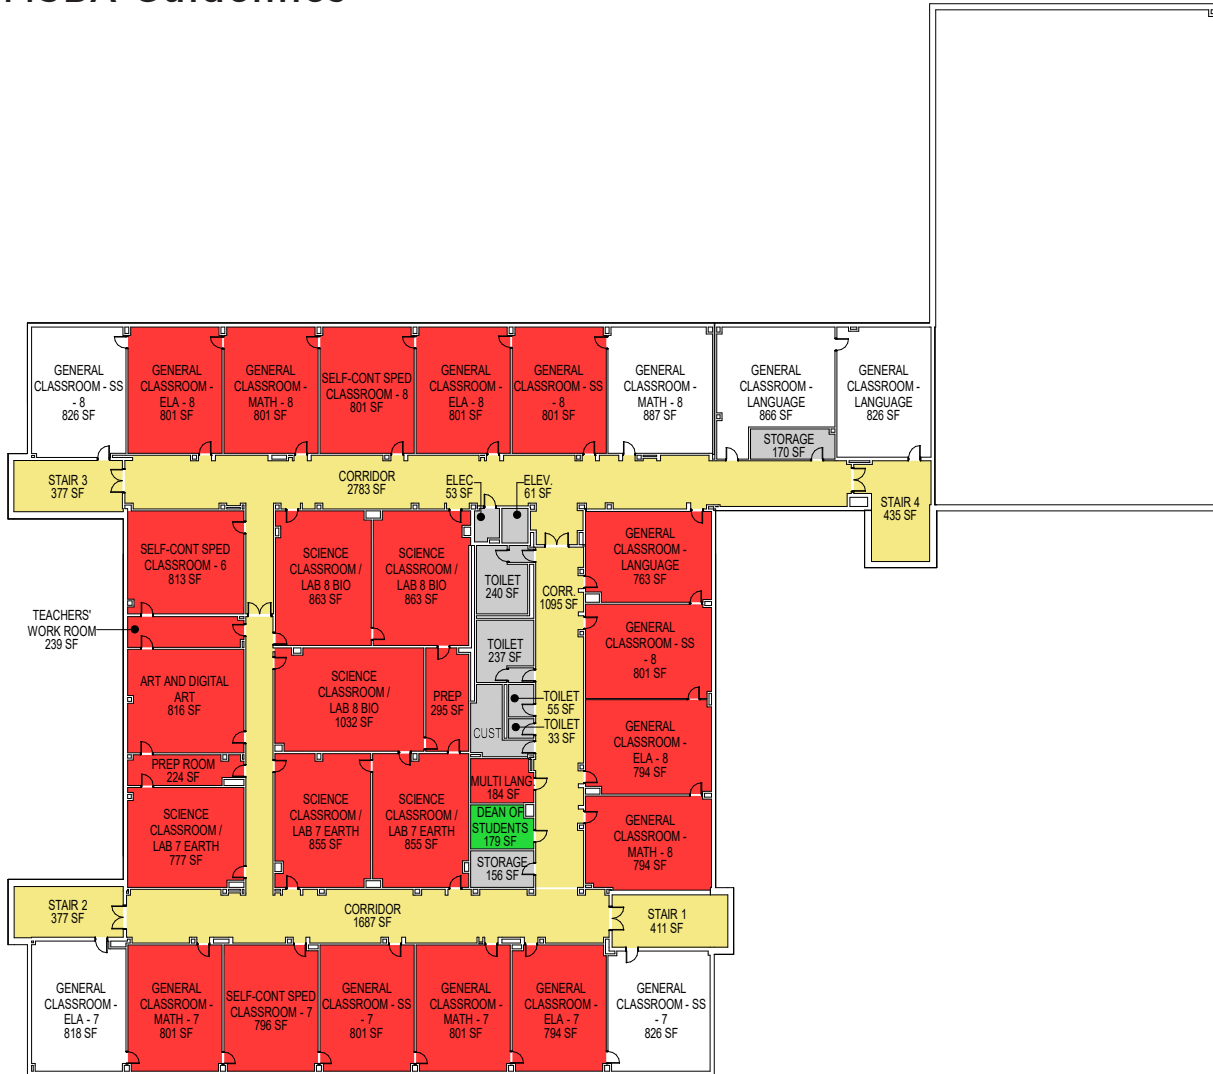 GENERAL
CLASSROOM - SS
- 8
826 SF
GENERAL
CLASSROOM -
ELA - 8
801 SF
GENERAL
CLASSROOM -
MATH - 8
801 SF
SELF-CONT SPED
CLASSROOM - 8
801 SF
GENERAL
CLASSROOM -
ELA - 8
801 SF
GENERAL
CLASSROOM - SS
- 8
801 SF
GENERAL
CLASSROOM -
MATH - 8
887 SF
GENERAL
CLASSROOM -
LANGUAGE
866 SF
GENERAL
CLASSROOM -
LANGUAGE
826 SF
STORAGE
170 SF
STAIR 3
377 SF
CORRIDOR
2783 SF
ELEC
53 SF
ELEV.
61 SF
STAIR 4
435 SF
SELF-CONT SPED
CLASSROOM - 6
813 SF
SCIENCE
CLASSROOM /
LAB 8 BIO
863 SF
SCIENCE
CLASSROOM /
LAB 8 BIO
863 SF
TOILET
240 SF
CORR.
1095 SF
GENERAL
CLASSROOM -
LANGUAGE
763 SF
TEACHERS'
WORK ROOM
239 SF
TOILET
237 SF
GENERAL
CLASSROOM - SS
- 8
801 SF
ART AND DIGITAL
ART
816 SF
SCIENCE
CLASSROOM /
LAB 8 BIO
1032 SF
PREP
295 SF
TOILET
55 SF
TOILET
33 SF
CUST
GENERAL
CLASSROOM -
ELA - 8
794 SF
PREP ROOM
224 SF
MULTI LANG
184 SF
SCIENCE
CLASSROOM /
LAB 7 EARTH
777 SF
SCIENCE
CLASSROOM /
LAB 7 EARTH
855 SF
SCIENCE
CLASSROOM /
LAB 7 EARTH
855 SF
DEAN OF
STUDENTS
179 SF
GENERAL
CLASSROOM -
MATH - 8
794 SF
STORAGE
156 SF
STAIR 2
377 SF
CORRIDOR
1687 SF
STAIR 1
411 SF
GENERAL
CLASSROOM -
ELA - 7
818 SF
GENERAL
CLASSROOM -
MATH - 7
801 SF
SELF-CONT SPED
CLASSROOM - 7
796 SF
GENERAL
CLASSROOM - SS
- 7
801 SF
GENERAL
CLASSROOM -
MATH - 7
801 SF
GENERAL
CLASSROOM -
ELA - 7
794 SF
GENERAL
CLASSROOM - SS
- 7
826 SF